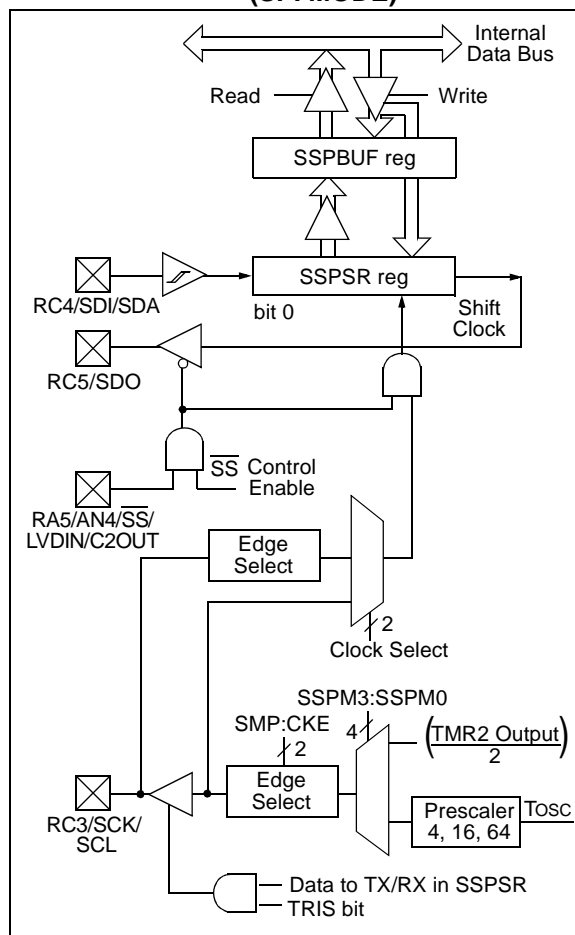 Internal
Data Bus
Read
Write
SSPBUF reg
SSPSR reg
RC4/SDI/SDA
bit 0
Shift
Clock
RC5/SDO
SS Control
Enable
RA5/AN4/SS/
LVDIN/C2OUT
Edge
Select
2
Clock Select
SSPM3:SSPM0
SMP:CKE
4
(TMR2 Output)
2
2
Edge
Select
Prescaler
4, 16, 64
TOSC
RC3/SCK/
SCL
Data to TX/RX in SSPSR
TRIS bit